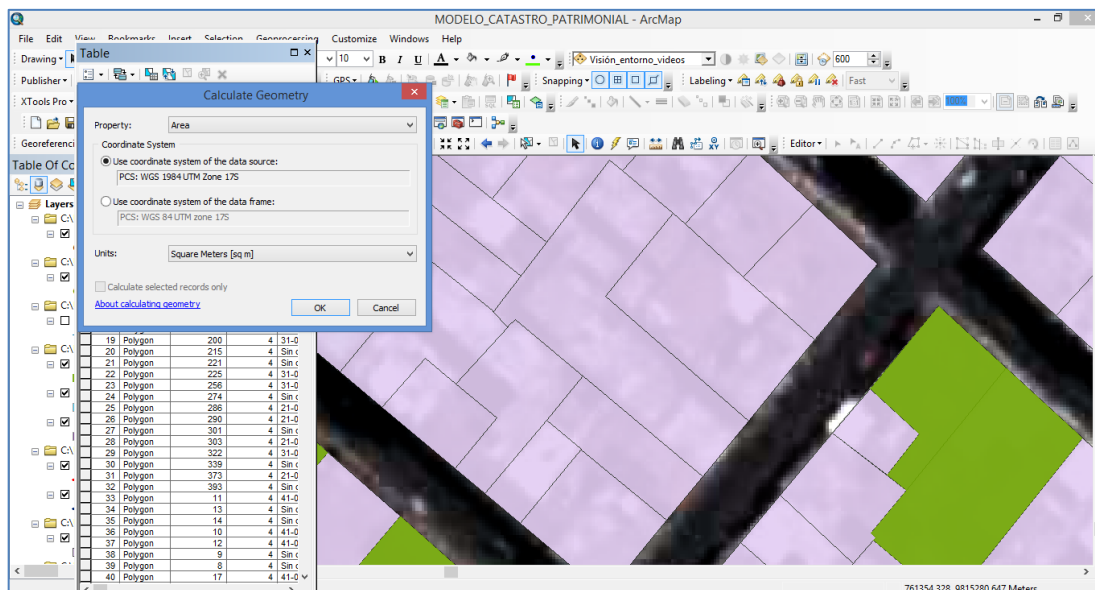 MODELO_CATASTRO_PATRIMONIAL - ArcMap
File Edit View Bookmarks Insert Selection Geoprocessing Customize Windows Help
Drawing
Table
10 B I U A
Visión_entorno_videos
600
Publisher
GPS
Snapping
Labeling
Fast
XTools Pro
100%
Calculate Geometry
Property: Area
Coordinate System
Use coordinate system of the data source:
PCS: WGS 1984 UTM Zone 17S
Use coordinate system of the data frame:
PCS: WGS 84 UTM zone 17S
Units: Square Meters [sq m]
Calculate selected records only
About calculating geometry
OK Cancel
Georeferenci
Editor
Table Of Co
Layers
C:\
C:\
C:\
C:\
C:\
C:\
19 Polygon 200 4 31-0
20 Polygon 215 4 Sin c
21 Polygon 221 4 Sin c
22 Polygon 225 4 31-0
23 Polygon 256 4 31-0
24 Polygon 274 4 Sin c
25 Polygon 286 4 21-0
26 Polygon 290 4 21-0
27 Polygon 301 4 Sin c
28 Polygon 303 4 21-0
29 Polygon 322 4 31-0
30 Polygon 339 4 Sin c
31 Polygon 373 4 21-0
32 Polygon 393 4 Sin c
33 Polygon 11 4 41-0
34 Polygon 13 4 Sin c
35 Polygon 14 4 Sin c
36 Polygon 10 4 41-0
37 Polygon 12 4 41-0
38 Polygon 9 4 Sin c
39 Polygon 8 4 Sin c
40 Polygon 17 4 41-0
761354,328 9815280,647 Meters